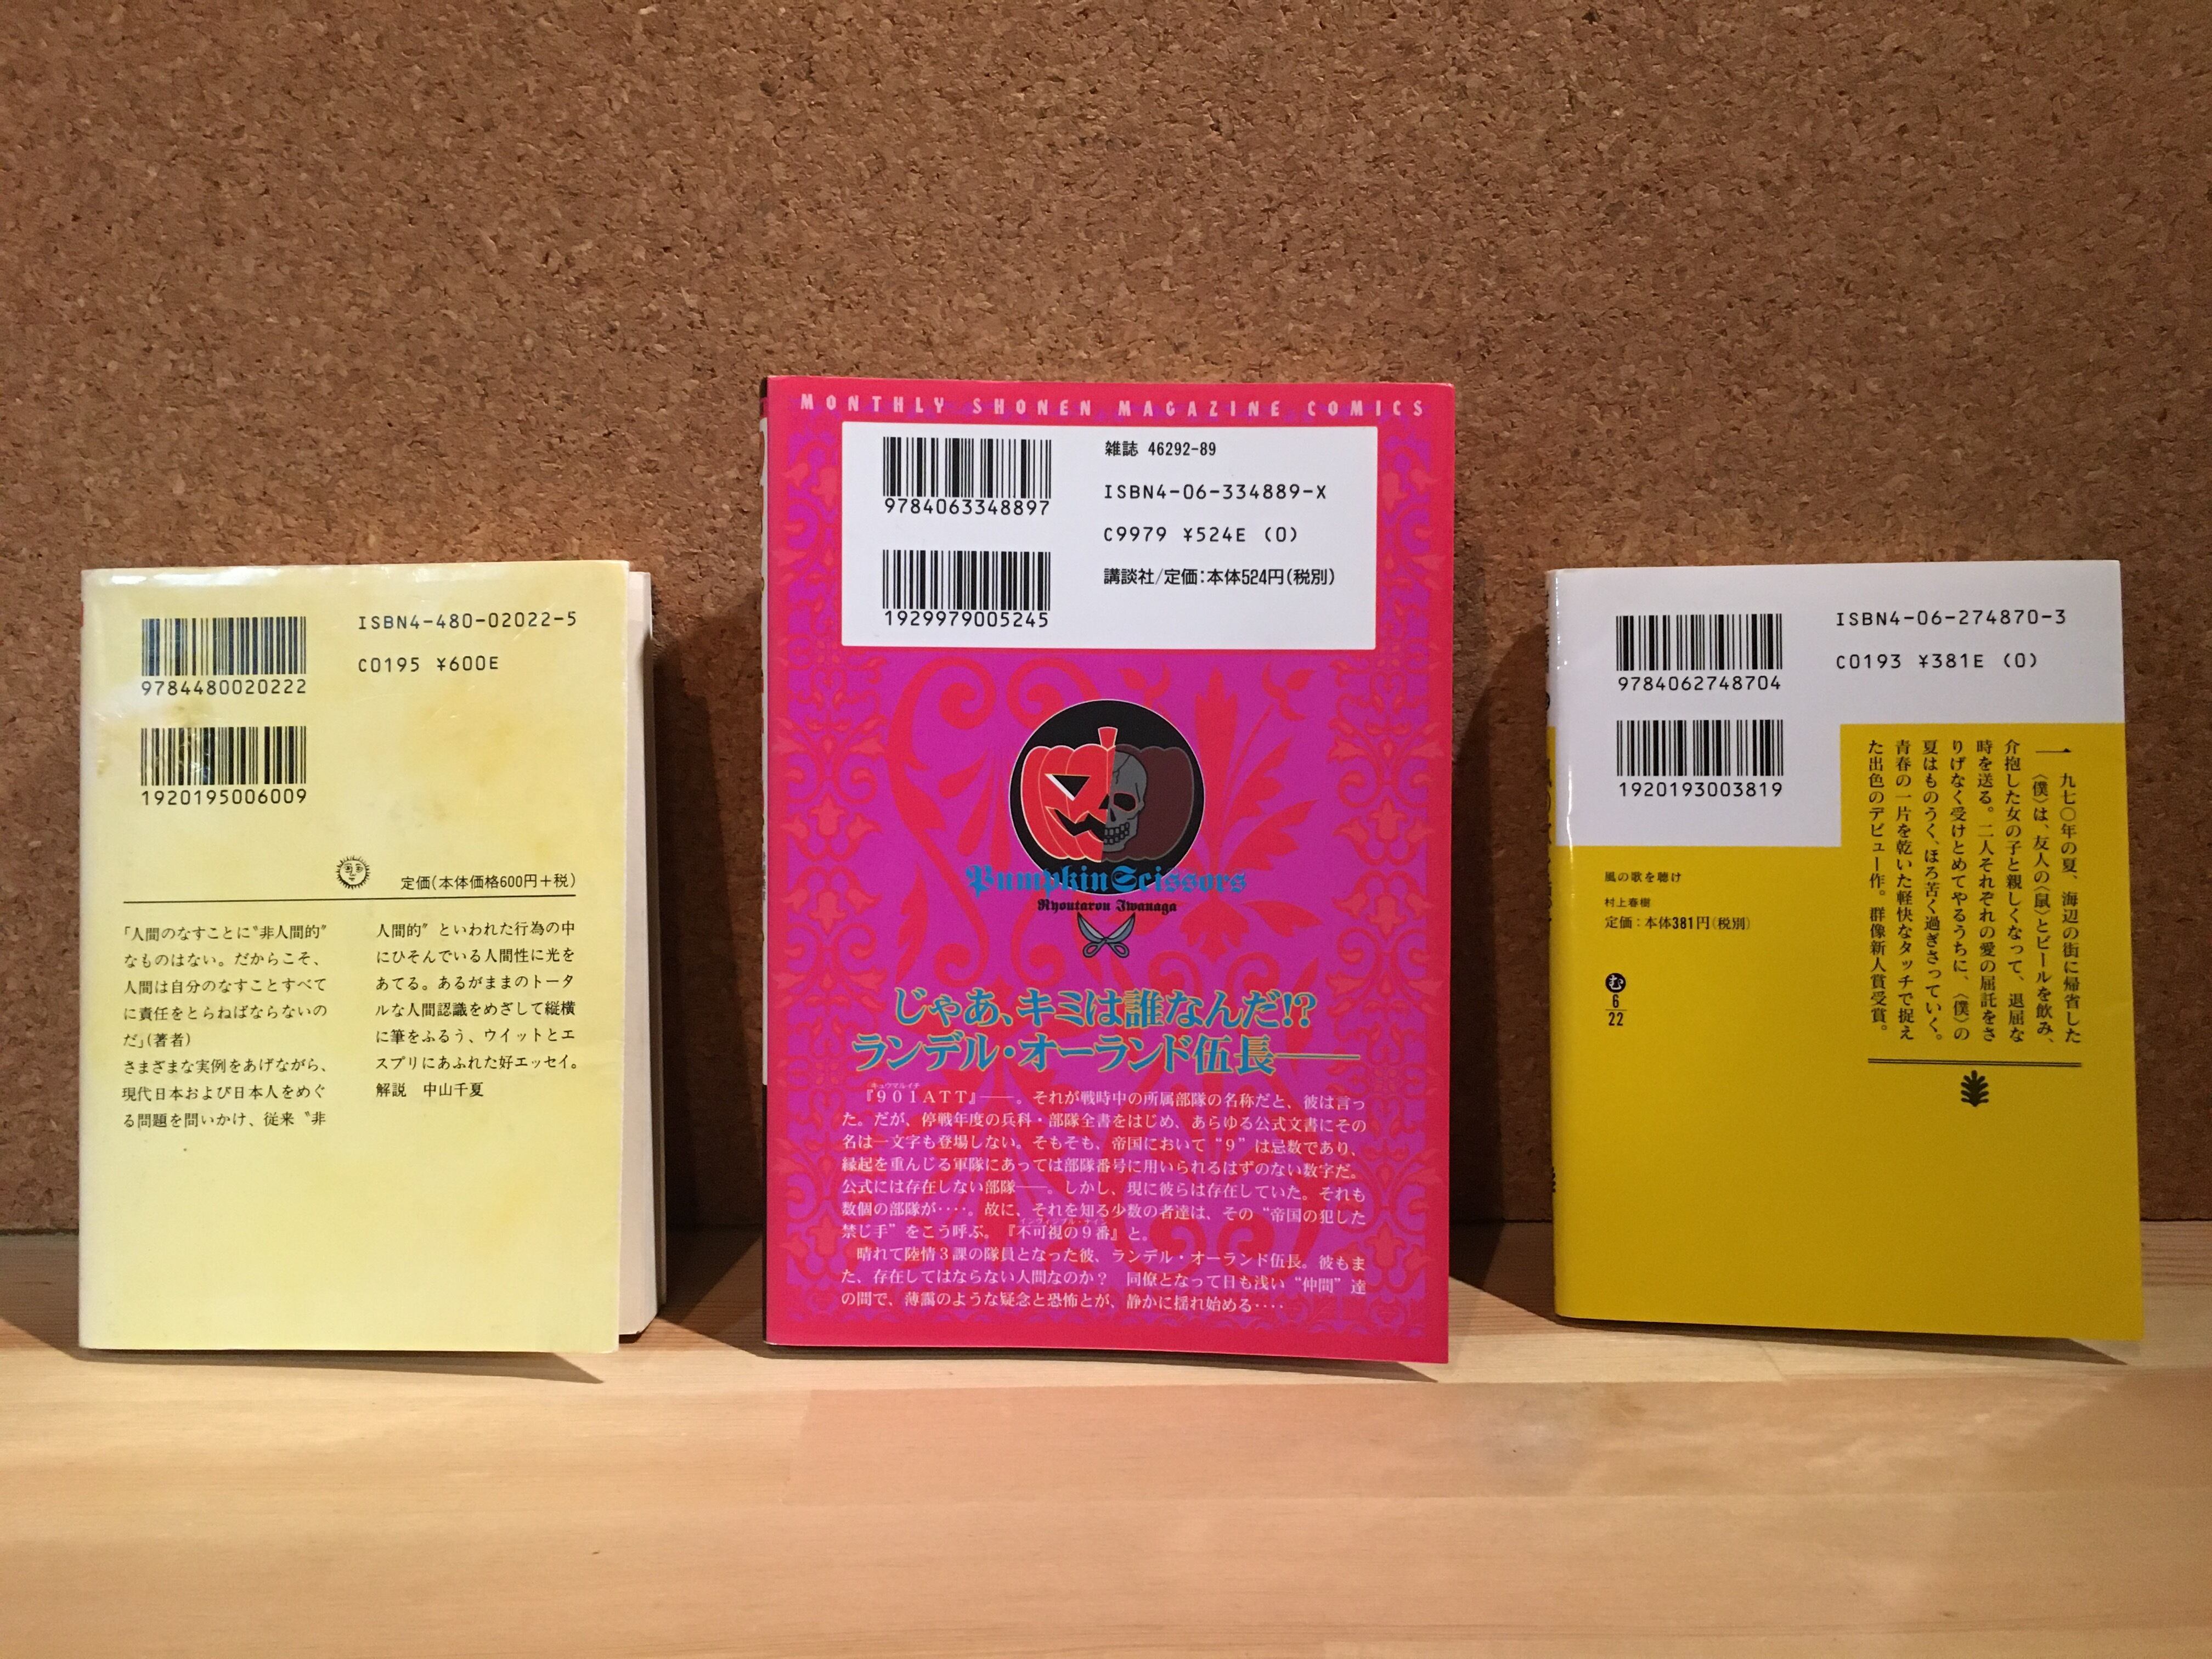 ISBN4-480-02022-5
C0195 ¥600E
9784480020222
1920195006009
定価(本体価格600円＋税)
「人間のなすことに〝非人間的〟
なものはない。だからこそ、
人間は自分のなすことすべて
に責任をとらねばならないの
だ」(著者)
さまざまな実例をあげながら、
現代日本および日本人をめぐ
る問題を問いかけ、従来〝非
人間的〟といわれた行為の中
にひそんでいる人間性に光を
あてる。あるがままのトータ
ルな人間認識をめざして縦横
に筆をふるう、ウイットとエ
スプリにあふれた好エッセイ。
解説　中山千夏
MONTHLY SHONEN MAGAZINE COMICS
9784063348897
1929979005245
雑誌 46292-89
ISBN4-06-334889-X
C9979 ¥524E (0)
講談社/定価:本体524円(税別)
Pumpkin Scissors
Ryoutarou Iwanaga
じゃあ、キミは誰なんだ!?
ランデル・オーランド伍長――
キュウマルイチ
『901ATT』――。それが戦時中の所属部隊の名称だと、彼は言っ
た。だが、停戦年度の兵科・部隊全書をはじめ、あらゆる公式文書にその
名は一文字も登場しない。そもそも、帝国において“9”は忌数であり、
縁起を重んじる軍隊にあっては部隊番号に用いられるはずのない数字だ。
公式には存在しない部隊――。しかし、現に彼らは存在していた。それも
数個の部隊が‥‥。故に、それを知る少数の者達は、その“帝国の犯した
インヴィジブル・ナイン
禁じ手”をこう呼ぶ。『不可視の9番』と。
晴れて陸情3課の隊員となった彼、ランデル・オーランド伍長。彼もま
た、存在してはならない人間なのか？　同僚となって日も浅い“仲間”達
の間で、薄靄のような疑念と恐怖とが、静かに揺れ始める‥‥
9784062748704
1920193003819
ISBN4-06-274870-3
C0193 ¥381E (0)
一九七〇年の夏、海辺の街に帰省した
〈僕〉は、友人の〈鼠〉とビールを飲み、
介抱した女の子と親しくなって、退屈な
時を送る。二人それぞれの愛の屈託をさ
りげなく受けとめてやるうちに、〈僕〉の
夏はものうく、ほろ苦く過ぎさっていく。
青春の一片を乾いた軽快なタッチで捉え
た出色のデビュー作。群像新人賞受賞。
風の歌を聴け
村上春樹
定価:本体381円(税別)
む
6
22